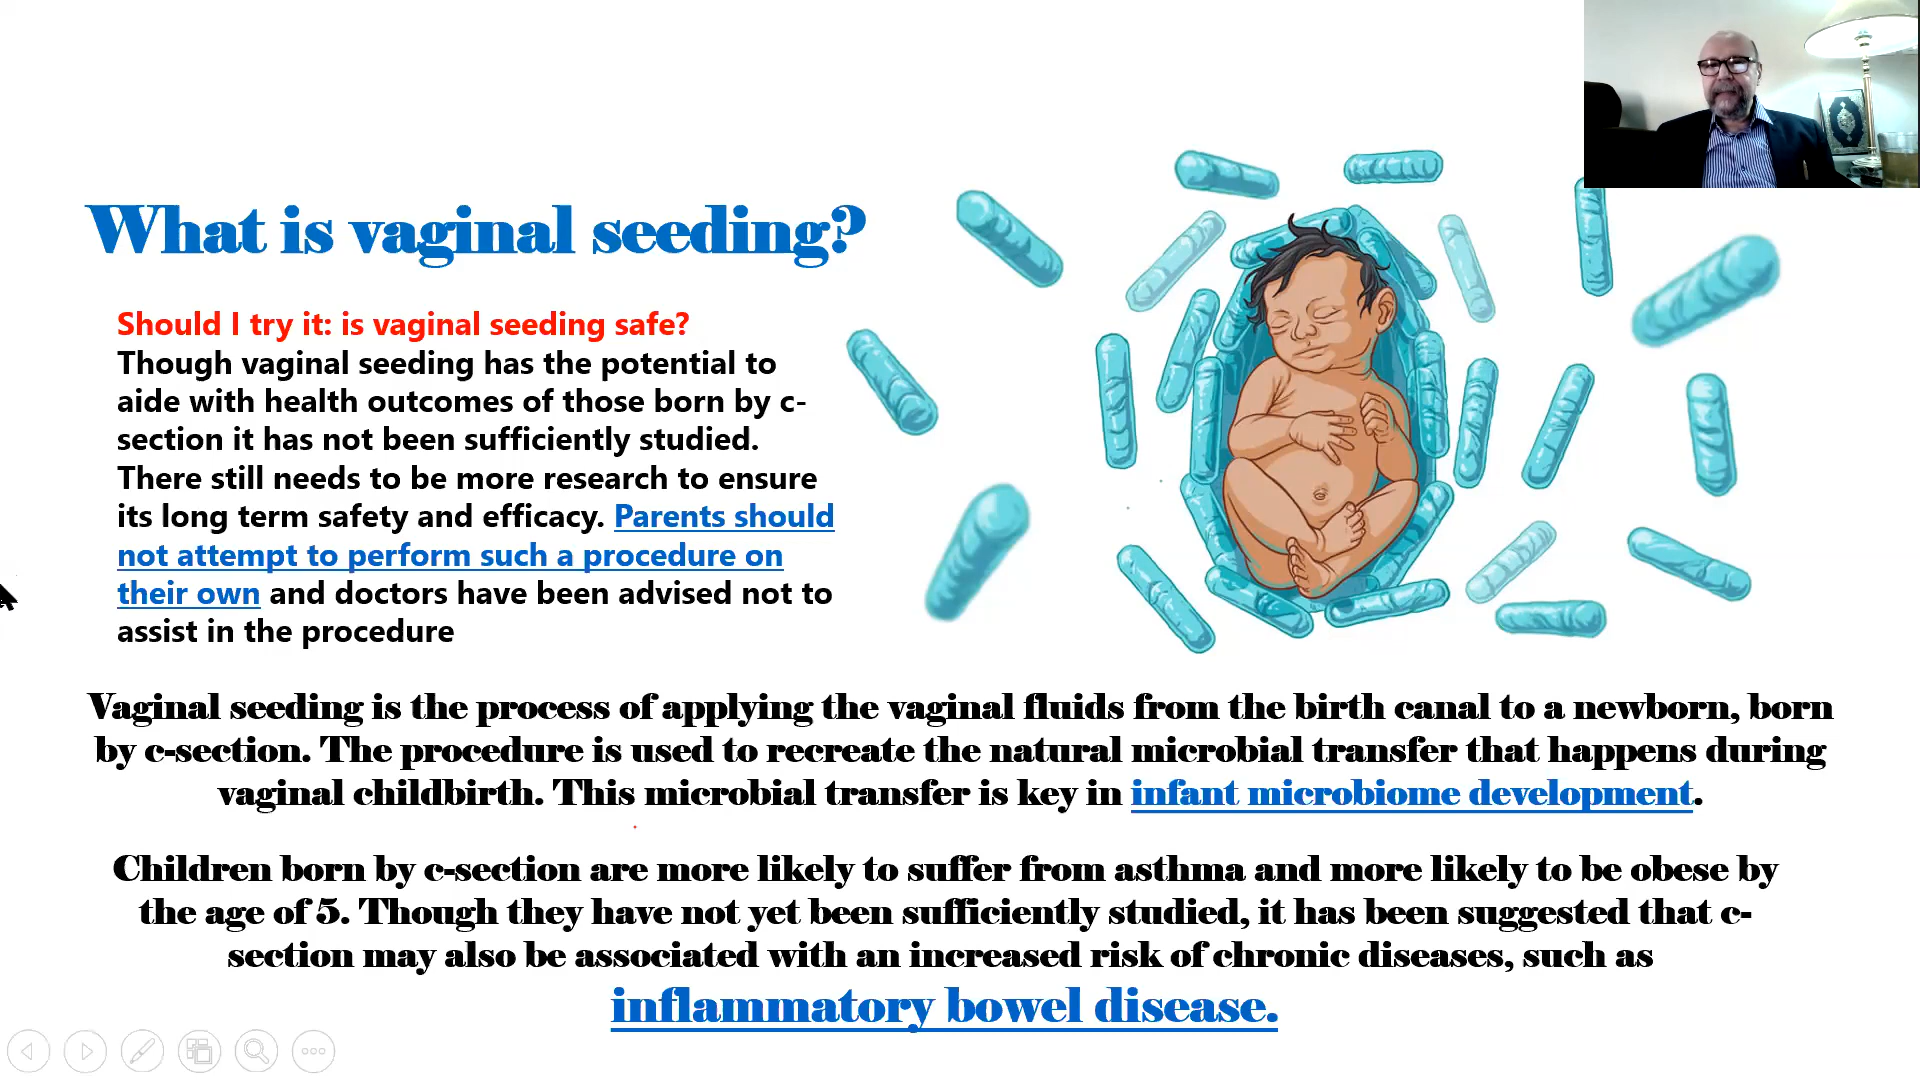 What is vaginal seeding?
Should I try it: is vaginal seeding safe?
Though vaginal seeding has the potential to
aide with health outcomes of those born by c-
section it has not been sufficiently studied.
There still needs to be more research to ensure
its long term safety and efficacy. Parents should
not attempt to perform such a procedure on
their own and doctors have been advised not to
assist in the procedure
Vaginal seeding is the process of applying the vaginal fluids from the birth canal to a newborn, born
by c-section. The procedure is used to recreate the natural microbial transfer that happens during
vaginal childbirth. This microbial transfer is key in infant microbiome development.
Children born by c-section are more likely to suffer from asthma and more likely to be obese by
the age of 5. Though they have not yet been sufficiently studied, it has been suggested that c-
section may also be associated with an increased risk of chronic diseases, such as
inflammatory bowel disease.